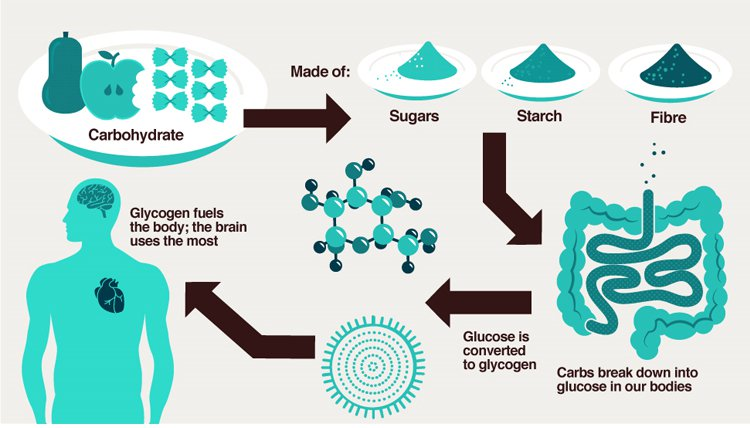 Made of:
Carbohydrate
Sugars
Starch
Fibre
Carbs break down into
glucose in our bodies
Glucose is
converted
to glycogen
Glycogen fuels
the body; the brain
uses the most